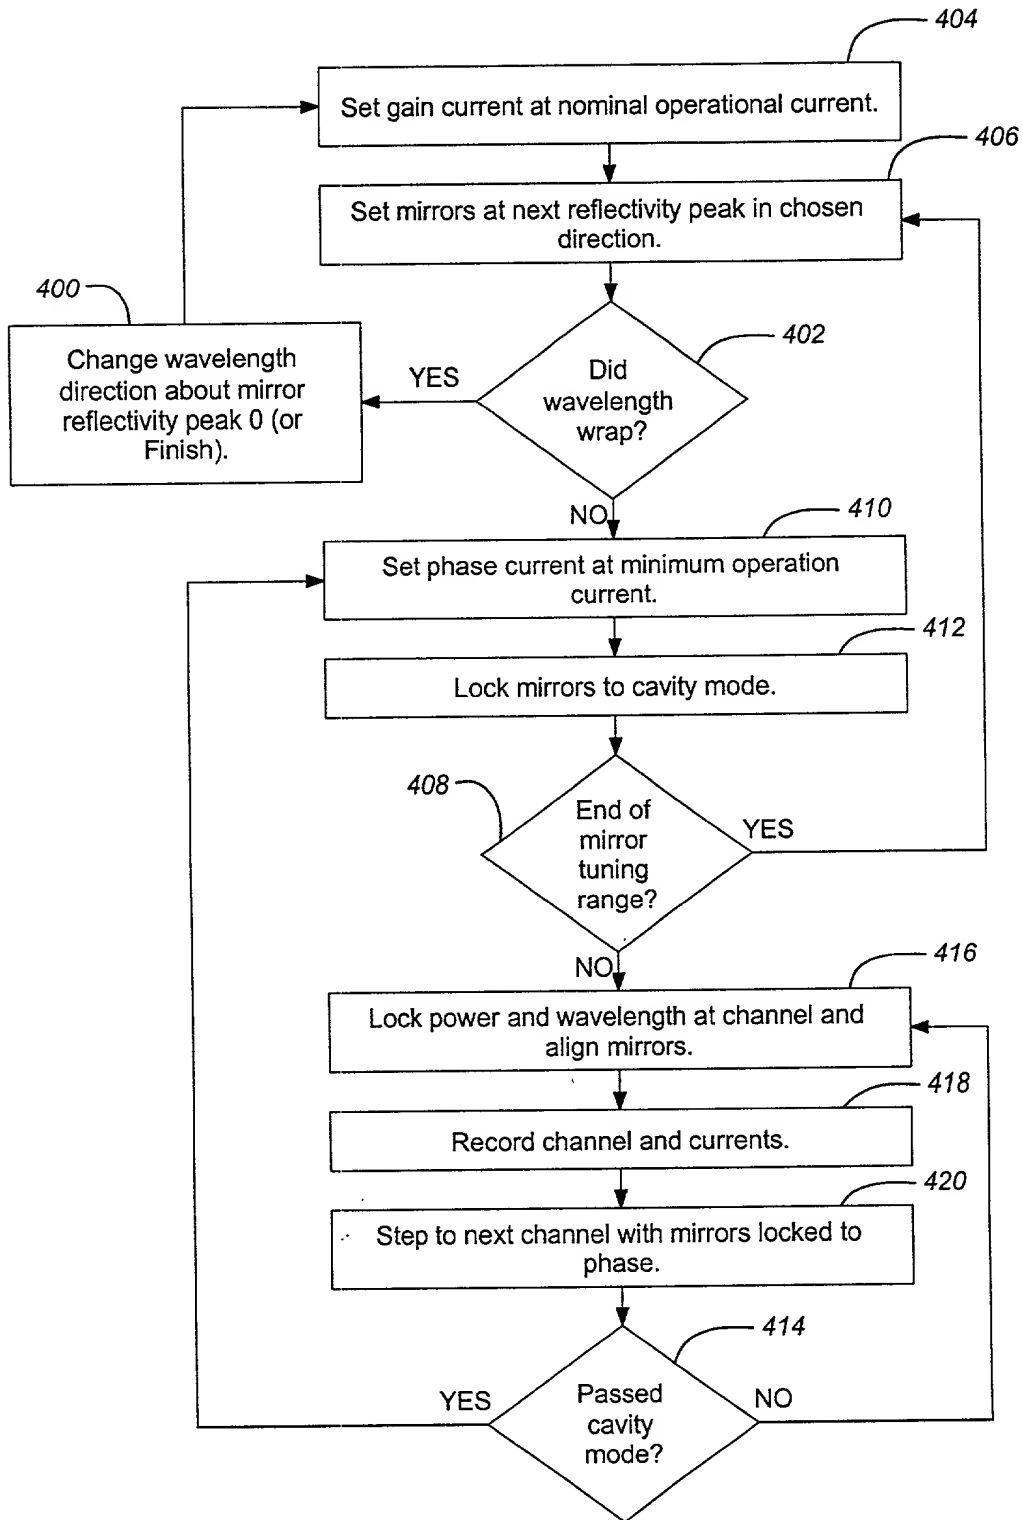 404
Set gain current at nominal operational current.
406
Set mirrors at next reflectivity peak in chosen
direction.
400
Change wavelength
direction about mirror
reflectivity peak 0 (or
Finish).
YES
402
Did
wavelength
wrap?
NO
410
Set phase current at minimum operation
current.
412
Lock mirrors to cavity mode.
408
End of
mirror
tuning
range?
YES
NO
416
Lock power and wavelength at channel and
align mirrors.
418
Record channel and currents.
420
Step to next channel with mirrors locked to
phase.
414
YES
Passed
cavity
mode?
NO